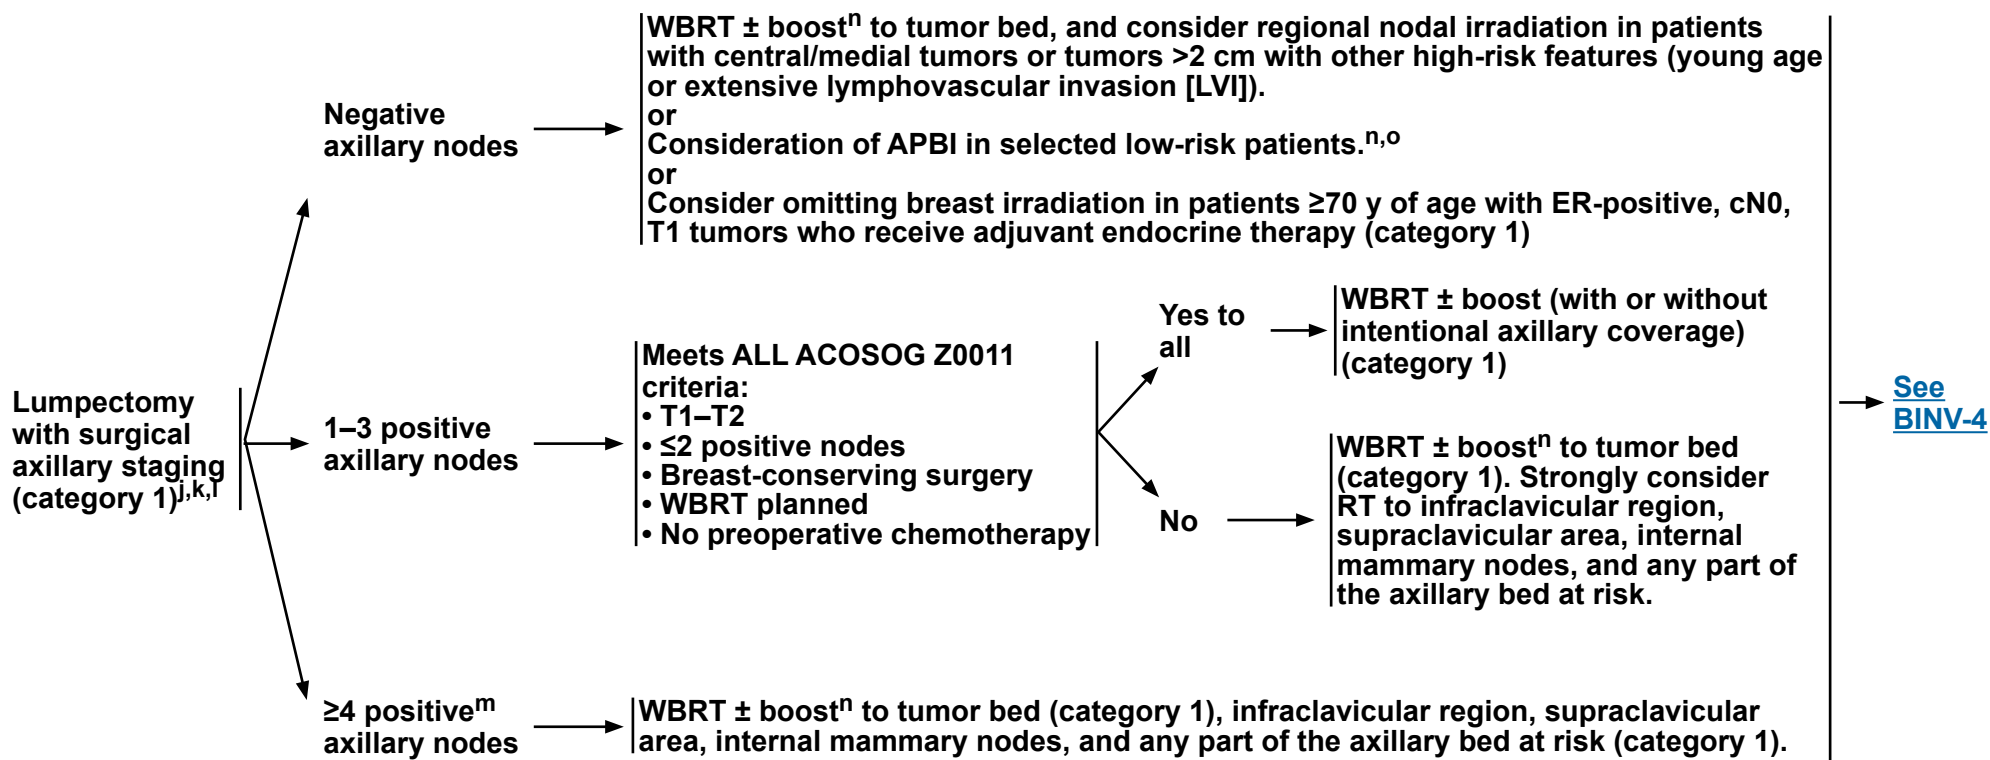 WBRT ± boostⁿ to tumor bed, and consider regional nodal irradiation in patients
with central/medial tumors or tumors >2 cm with other high-risk features (young age
or extensive lymphovascular invasion [LVI]).
or
Consideration of APBI in selected low-risk patients.ⁿ,ᵒ
or
Consider omitting breast irradiation in patients ≥70 y of age with ER-positive, cN0,
T1 tumors who receive adjuvant endocrine therapy (category 1)
Negative
axillary nodes
Lumpectomy
with surgical
axillary staging
(category 1)ʲ,ᵏ,ˡ
1–3 positive
axillary nodes
Meets ALL ACOSOG Z0011
criteria:
• T1–T2
• ≤2 positive nodes
• Breast-conserving surgery
• WBRT planned
• No preoperative chemotherapy
Yes to
all
WBRT ± boost (with or without
intentional axillary coverage)
(category 1)
No
WBRT ± boostⁿ to tumor bed
(category 1). Strongly consider
RT to infraclavicular region,
supraclavicular area, internal
mammary nodes, and any part of
the axillary bed at risk.
See
BINV-4
≥4 positiveᵐ
axillary nodes
WBRT ± boostⁿ to tumor bed (category 1), infraclavicular region, supraclavicular
area, internal mammary nodes, and any part of the axillary bed at risk (category 1).